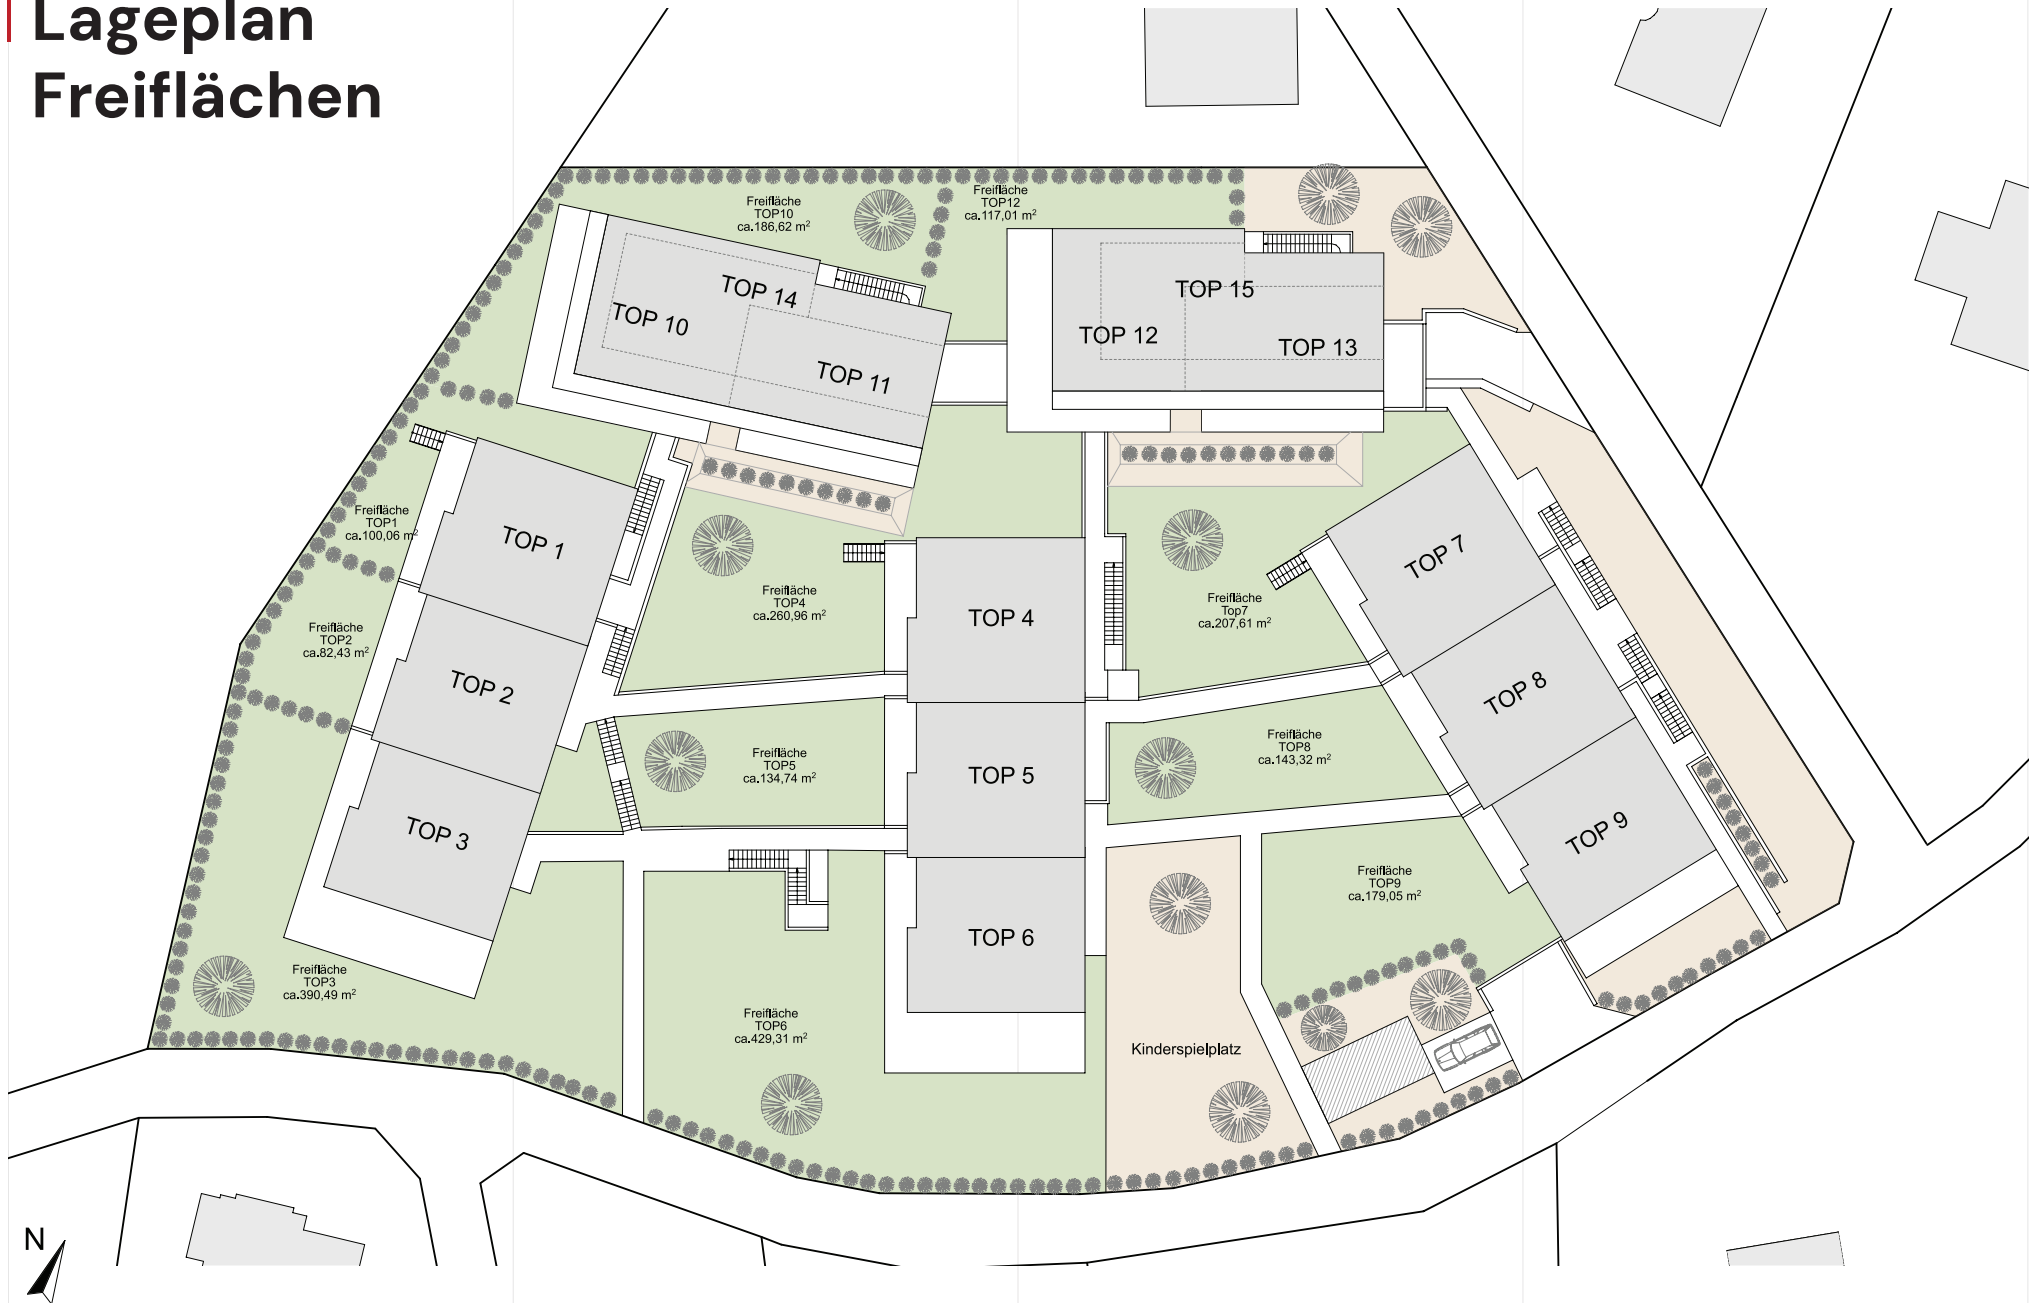 Lageplan
Freiflächen
Freifläche
TOP10
ca.186,62 m²
Freifläche
TOP12
ca.117,01 m²
TOP 14
TOP 10
TOP 11
TOP 15
TOP 12
TOP 13
Freifläche
TOP1
ca.100,06 m²
TOP 1
Freifläche
TOP4
ca.260,96 m²
TOP 4
Freifläche
Top7
ca.207,61 m²
TOP 7
Freifläche
TOP2
ca.82,43 m²
TOP 2
Freifläche
TOP5
ca.134,74 m²
TOP 5
Freifläche
TOP8
ca.143,32 m²
TOP 8
TOP 3
TOP 9
Freifläche
TOP9
ca.179,05 m²
Freifläche
TOP3
ca.390,49 m²
TOP 6
Freifläche
TOP6
ca.429,31 m²
Kinderspielplatz
N